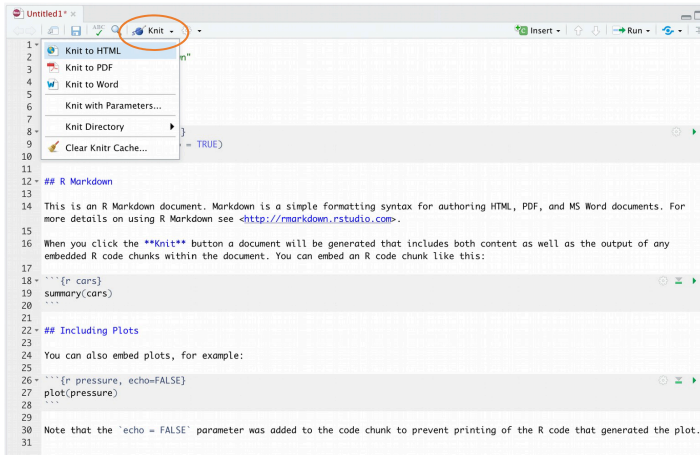 Untitled1*
ABC Knit Insert Run
1
Knit to HTML
2 n"
3 Knit to PDF
4 Knit to Word
5
6 Knit with Parameters...
7
Knit Directory
8 }
9 = TRUE)
Clear Knitr Cache...
10
11
12 ## R Markdown
13
14 This is an R Markdown document. Markdown is a simple formatting syntax for authoring HTML, PDF, and MS Word documents. For
more details on using R Markdown see <http://rmarkdown.rstudio.com>.
15
16 When you click the **Knit** button a document will be generated that includes both content as well as the output of any
embedded R code chunks within the document. You can embed an R code chunk like this:
17
18 ```{r cars}
19 summary(cars)
20 ```
21
22 ## Including Plots
23
24 You can also embed plots, for example:
25
26 ```{r pressure, echo=FALSE}
27 plot(pressure)
28 ```
29
30 Note that the `echo = FALSE` parameter was added to the code chunk to prevent printing of the R code that generated the plot.
31